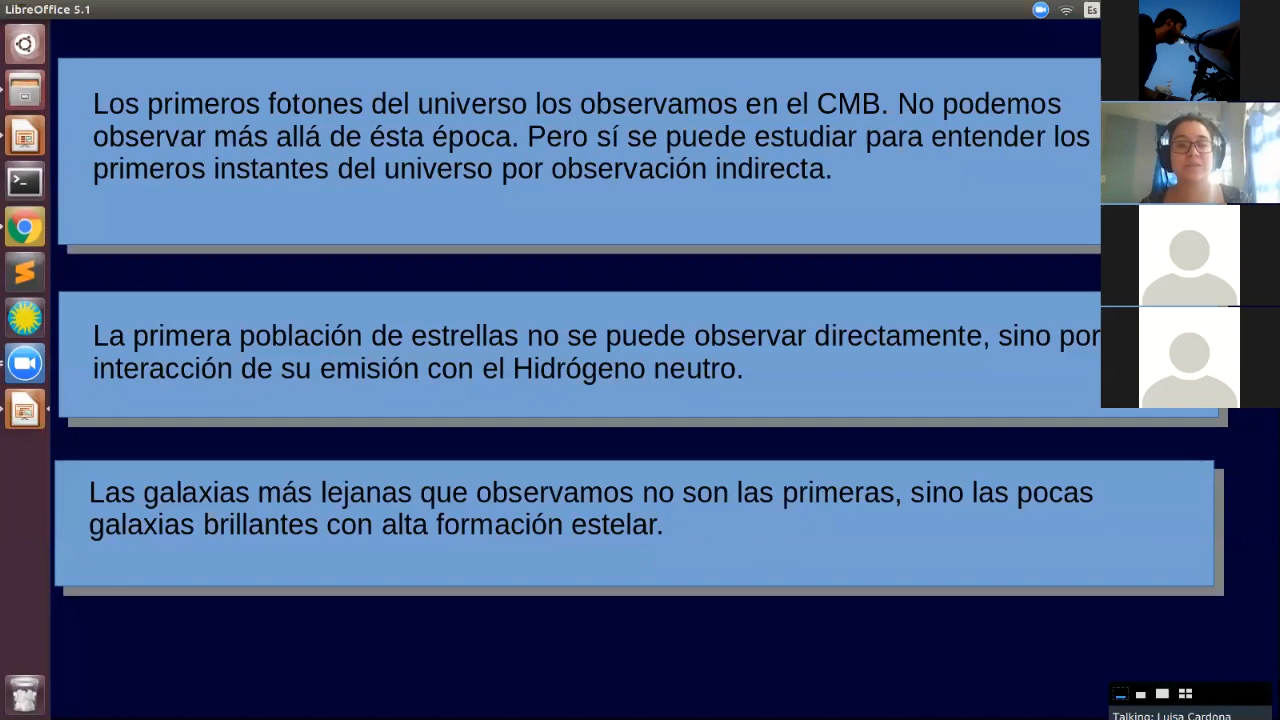 LibreOffice 5.1
Es
Los primeros fotones del universo los observamos en el CMB. No podemos
observar más allá de ésta época. Pero sí se puede estudiar para entender los
primeros instantes del universo por observación indirecta.
La primera población de estrellas no se puede observar directamente, sino por
interacción de su emisión con el Hidrógeno neutro.
Las galaxias más lejanas que observamos no son las primeras, sino las pocas
galaxias brillantes con alta formación estelar.
Talking: Luisa Cardona